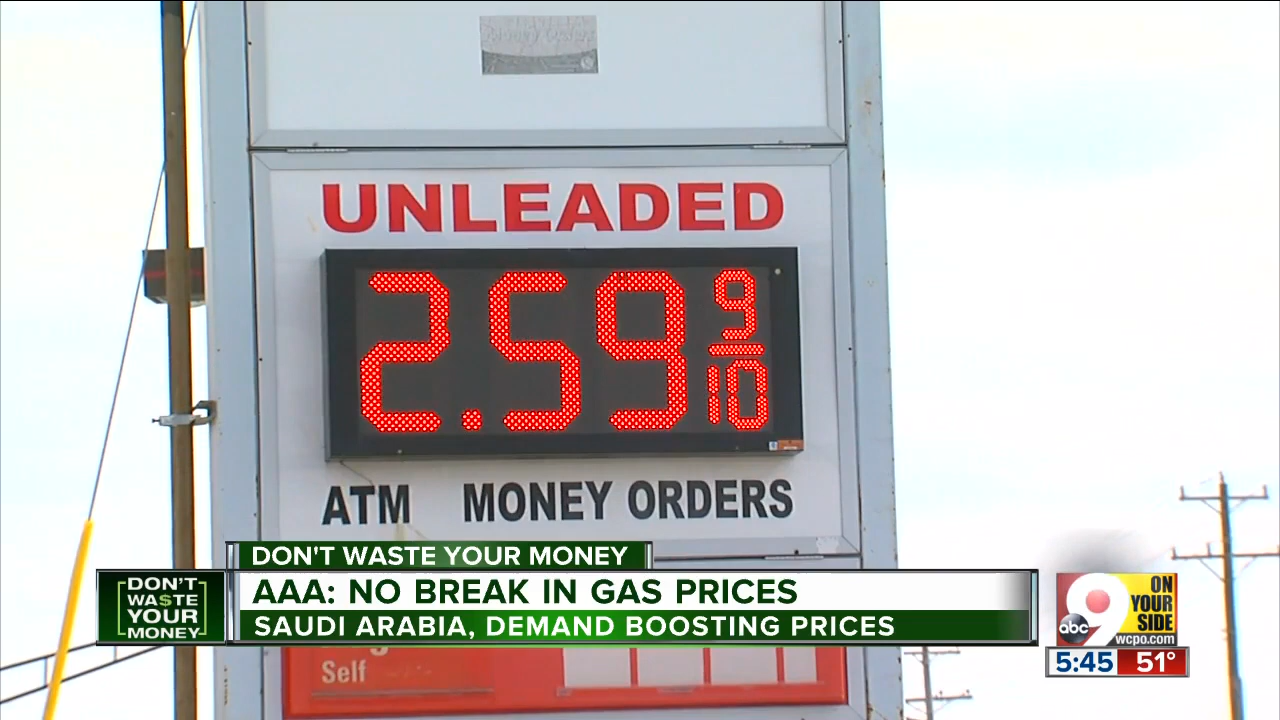 UNLEADED
2.59 9/10
ATM MONEY ORDERS
DON'T WASTE YOUR MONEY
DON'T
WA$TE
YOUR
MONEY
AAA: NO BREAK IN GAS PRICES
SAUDI ARABIA, DEMAND BOOSTING PRICES
abc 9
ON
YOUR
SIDE
wcpo.com
5:45 51°
Self